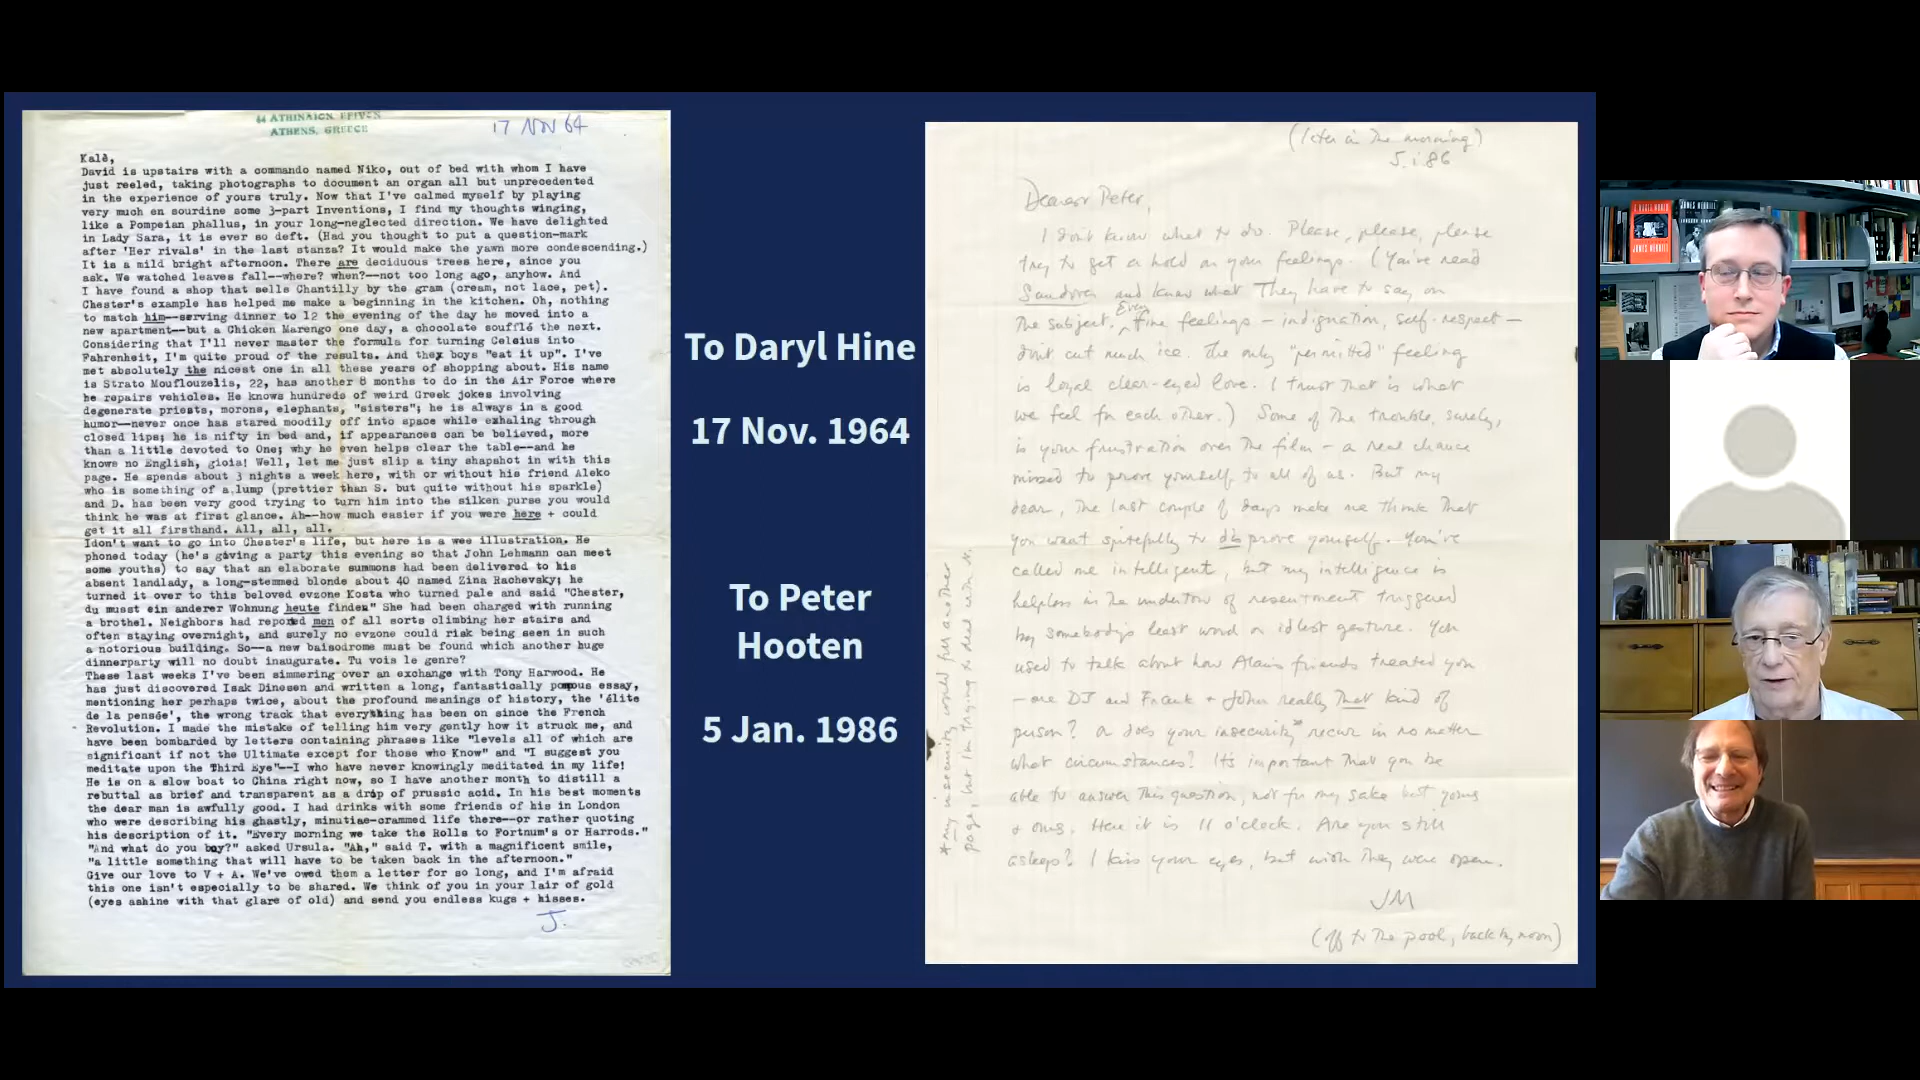 44 ATHINAION EFIVON
ATHENS, GREECE
17 NOV 64
Kalè,
David is upstairs with a commando named Niko, out of bed with whom I have
just reeled, taking photographs to document an organ all but unprecedented
in the experience of yours truly. Now that I've calmed myself by playing
very much en sourdine some 3-part Inventions, I find my thoughts winging,
like a Pompeian phallus, in your long-neglected direction. We have delighted
in Lady Sara, it is ever so deft. (Had you thought to put a question-mark
after 'Her rivals' in the last stanza? It would make the yawn more condescending.)
It is a mild bright afternoon. There are deciduous trees here, since you
ask. We watched leaves fall--where? when?--not too long ago, anyhow. And
I have found a shop that sells Chantilly by the gram (cream, not lace, pet).
Chester's example has helped me make a beginning in the kitchen. Oh, nothing
to match him--serving dinner to 12 the evening of the day he moved into a
new apartment--but a Chicken Marengo one day, a chocolate soufflé the next.
Considering that I'll never master the formula for turning Celsius into
Fahrenheit, I'm quite proud of the results. And thex boys "eat it up". I've
met absolutely the nicest one in all these years of shopping about. His name
is Strato Mouflouzelis, 22, has another 8 months to do in the Air Force where
he repairs vehicles. He knows hundreds of weird Greek jokes involving
degenerate priests, morons, elephants, "sisters"; he is always in a good
humor--never once has stared moodily off into space while exhaling through
closed lips; he is nifty in bed and, if appearances can be believed, more
than a little devoted to One; why he even helps clear the table--and he
knows no English, gioia! Well, let me just slip a tiny shapshot in with this
page. He spends about 3 nights a week here, with or without his friend Aleko
who is something of a lump (prettier than S. but quite without his sparkle)
and D. has been very good trying to turn him into the silken purse you would
think he was at first glance. Ah--how much easier if you were here + could
get it all firsthand. All, all, all.
Idon't want to go into Chester's life, but here is a wee illustration. He
phoned today (he's giving a party this evening so that John Lehmann can meet
some youths) to say that an elaborate summons had been delivered to his
absent landlady, a long-stemmed blonde about 40 named Zina Rachevsky; he
turned it over to this beloved evzone Kosta who turned pale and said "Chester,
du musst ein anderer Wohnung heute finden" She had been charged with running
a brothel. Neighbors had reported men of all sorts climbing her stairs and
often staying overnight, and surely no evzone could risk being seen in such
a notorious building. So--a new baisodrome must be found which another huge
dinnerparty will no doubt inaugurate. Tu vois le genre?
These last weeks I've been simmering over an exchange with Tony Harwood. He
has just discovered Isak Dinesen and written a long, fantastically pompous essay,
mentioning her perhaps twice, about the profound meanings of history, the 'élite
de la pensée', the wrong track that everything has been on since the French
Revolution. I made the mistake of telling him very gently how it struck me, and
have been bombarded by letters containing phrases like "levels all of which are
significant if not the Ultimate except for those who Know" and "I suggest you
meditate upon the Third Eye"--I who have never knowingly meditated in my life!
He is on a slow boat to China right now, so I have another month to distill a
rebuttal as brief and transparent as a drop of prussic acid. In his best moments
the dear man is awfully good. I had drinks with some friends of his in London
who were describing his ghastly, minutiae-crammed life there--or rather quoting
his description of it. "Every morning we take the Rolls to Fortnum's or Harrods."
"And what do you buy?" asked Ursula. "Ah," said T. with a magnificent smile,
"a little something that will have to be taken back in the afternoon."
Give our love to V + A. We've owed them a letter for so long, and I'm afraid
this one isn't especially to be shared. We think of you in your lair of gold
(eyes ashine with that glare of old) and send you endless kugs + hisses.
J.
To Daryl Hine
17 Nov. 1964
To Peter
Hooten
5 Jan. 1986
(later in the morning)
5.i.86
Dearest Peter,
I don't know what to do. Please, please, please
try to get a hold on your feelings. (You've read
Sandover and know what They have to say on
the subject. Even fine feelings — indignation, self-respect —
don't cut much ice. The only "permitted" feeling
is loyal clear-eyed love. I trust that is what
we feel for each other.) Some of the trouble, surely,
is your frustration over the film — a real chance
missed to prove yourself to all of us. But my
dear, the last couple of days make me think that
you want spitefully to disprove yourself. You've
called me intelligent, but my intelligence is
helpless in the undertow of resentment triggered
by somebody's least word or idlest gesture. You
used to talk about how Alain's friends treated you
— are DJ and Frank + John really that kind of
person? Or does your insecurity* recur in no matter
what circumstances? It's important that you be
able to answer this question, not for my sake but yours
+ ours. Here it is 11 o'clock. Are you still
asleep? I kiss your eyes, but wish they were open.
JM
(off to the pool, back by noon)
* my insecurity would fill another
page, but I'm trying to deal with it.
A DIFFERENT PERSON
JAMES MERRILL
JAMES MERRILL